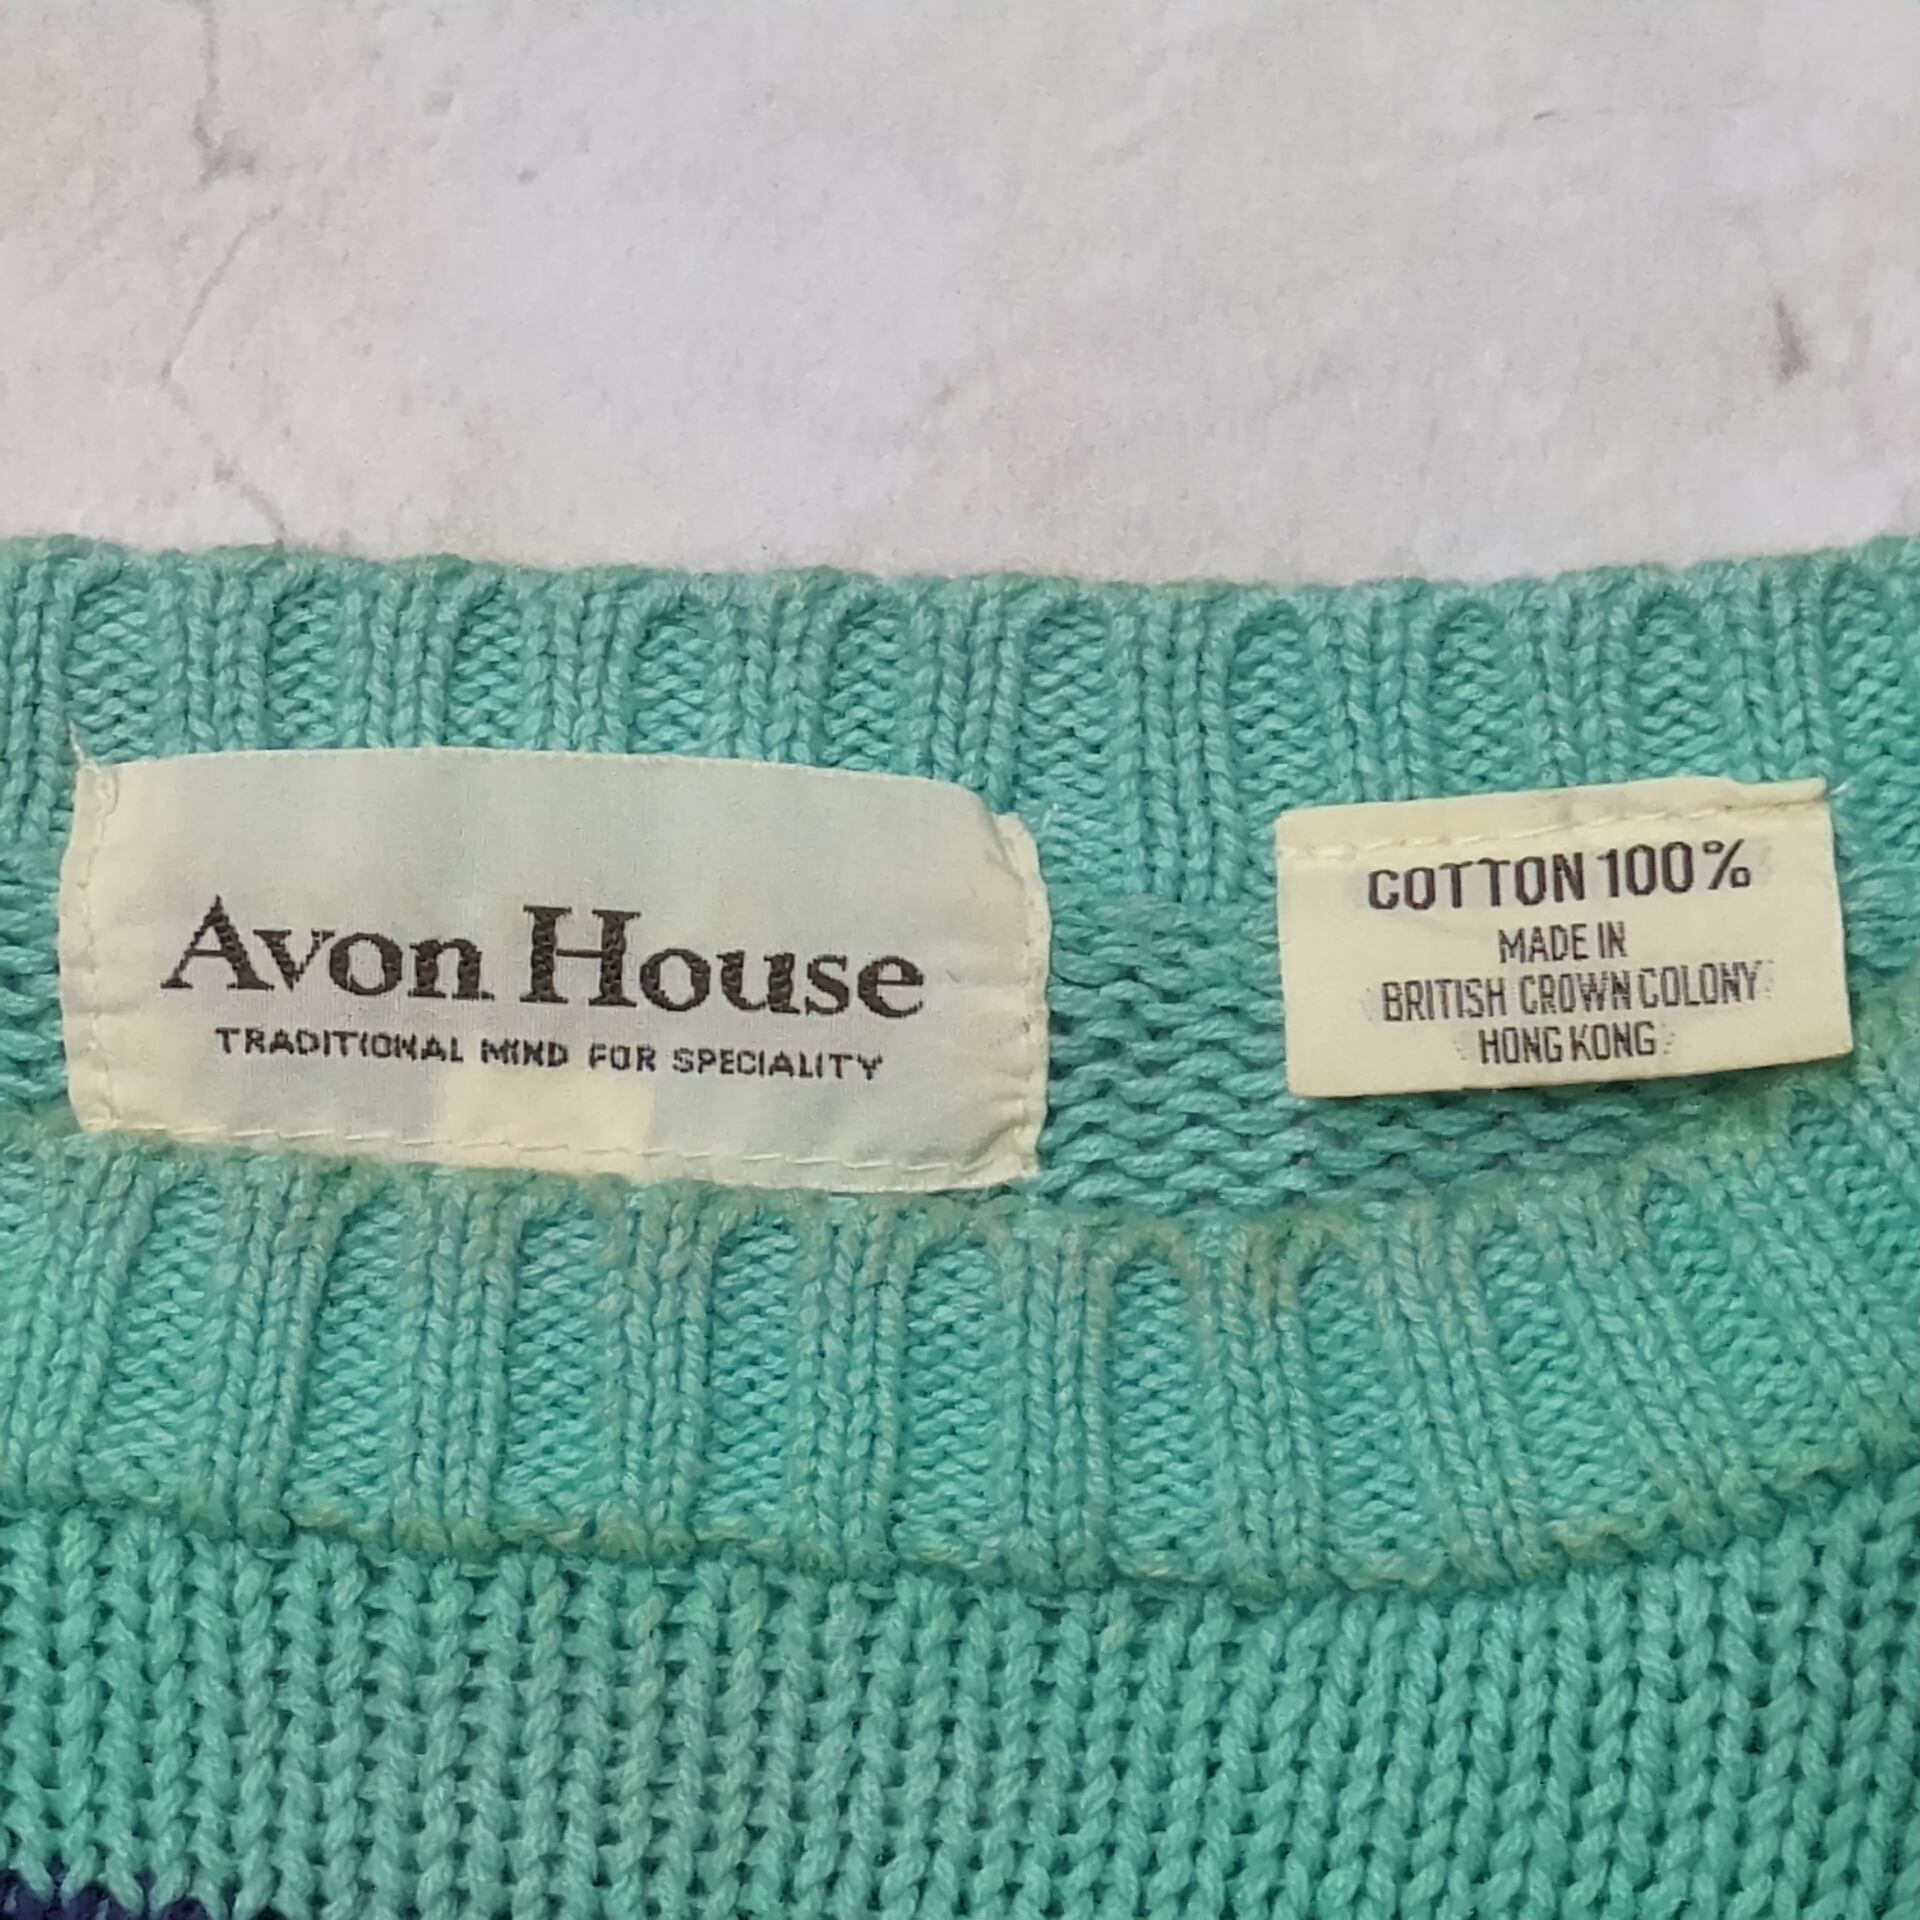 Avon House
TRADITIONAL MIND FOR SPECIALITY
COTTON 100%
MADE IN
BRITISH CROWN COLONY
HONG KONG